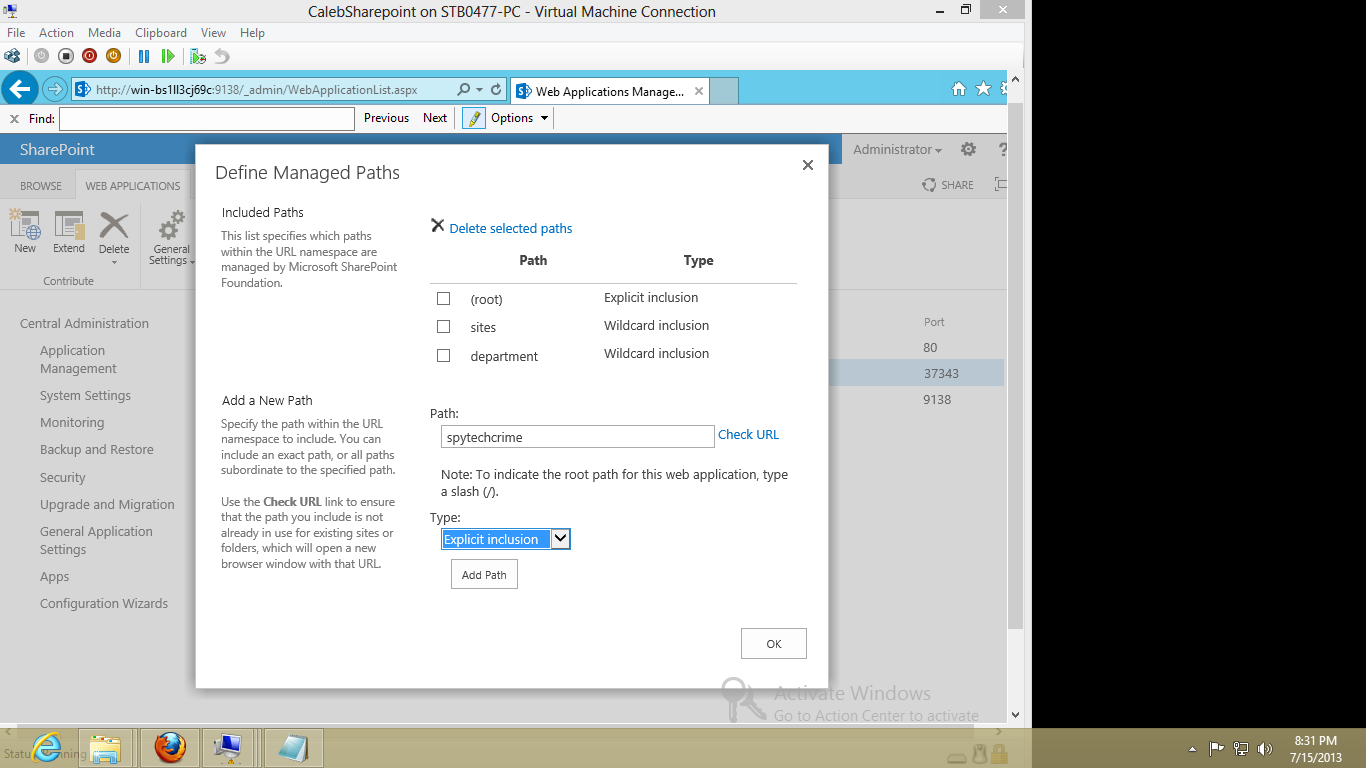 CalebSharepoint on STB0477-PC - Virtual Machine Connection
File Action Media Clipboard View Help
http://win-bs1ll3cj69c:9138/_admin/WebApplicationList.aspx
Web Applications Manage...
x Find: Previous Next Options
SharePoint
Administrator
?
BROWSE WEB APPLICATIONS
SHARE
New Extend Delete General Settings
Contribute
Define Managed Paths
Included Paths
This list specifies which paths
within the URL namespace are
managed by Microsoft SharePoint
Foundation.
Delete selected paths
Path Type
(root) Explicit inclusion
sites Wildcard inclusion
department Wildcard inclusion
Add a New Path
Specify the path within the URL
namespace to include. You can
include an exact path, or all paths
subordinate to the specified path.
Use the Check URL link to ensure
that the path you include is not
already in use for existing sites or
folders, which will open a new
browser window with that URL.
Path:
spytechcrime Check URL
Note: To indicate the root path for this web application, type
a slash (/).
Type:
Explicit inclusion
Add Path
OK
Central Administration
Application
Management
System Settings
Monitoring
Backup and Restore
Security
Upgrade and Migration
General Application
Settings
Apps
Configuration Wizards
Port
80
37343
9138
Activate Windows
Go to Action Center to activate
8:31 PM
7/15/2013